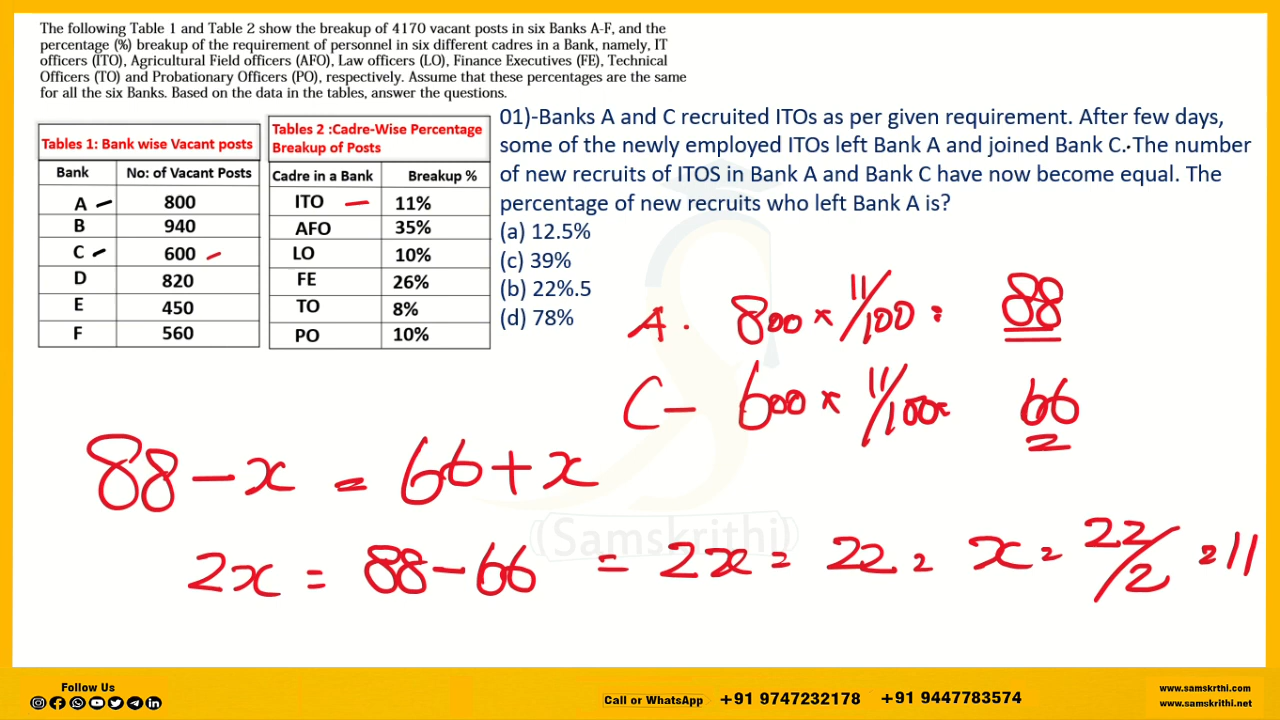 The following Table 1 and Table 2 show the breakup of 4170 vacant posts in six Banks A-F, and the
percentage (%) breakup of the requirement of personnel in six different cadres in a Bank, namely, IT
officers (ITO), Agricultural Field officers (AFO), Law officers (LO), Finance Executives (FE), Technical
Officers (TO) and Probationary Officers (PO), respectively. Assume that these percentages are the same
for all the six Banks. Based on the data in the tables, answer the questions.
Tables 1: Bank wise Vacant posts
Bank No: of Vacant Posts
A 800
B 940
C 600
D 820
E 450
F 560
Tables 2 :Cadre-Wise Percentage
Breakup of Posts
Cadre in a Bank Breakup %
ITO 11%
AFO 35%
LO 10%
FE 26%
TO 8%
PO 10%
01)-Banks A and C recruited ITOs as per given requirement. After few days,
some of the newly employed ITOs left Bank A and joined Bank C. The number
of new recruits of ITOS in Bank A and Bank C have now become equal. The
percentage of new recruits who left Bank A is?
(a) 12.5%
(c) 39%
(b) 22%.5
(d) 78%
A . 800 × 11/100 = 88
C - 600 × 11/100 = 66
88 - x = 66 + x
2x = 88 - 66 = 2x = 22 = x = 22/2 = 11
(Samskrithi)
Follow Us
Call or WhatsApp +91 9747232178 +91 9447783574
www.samskrthi.com
www.samskrithi.net